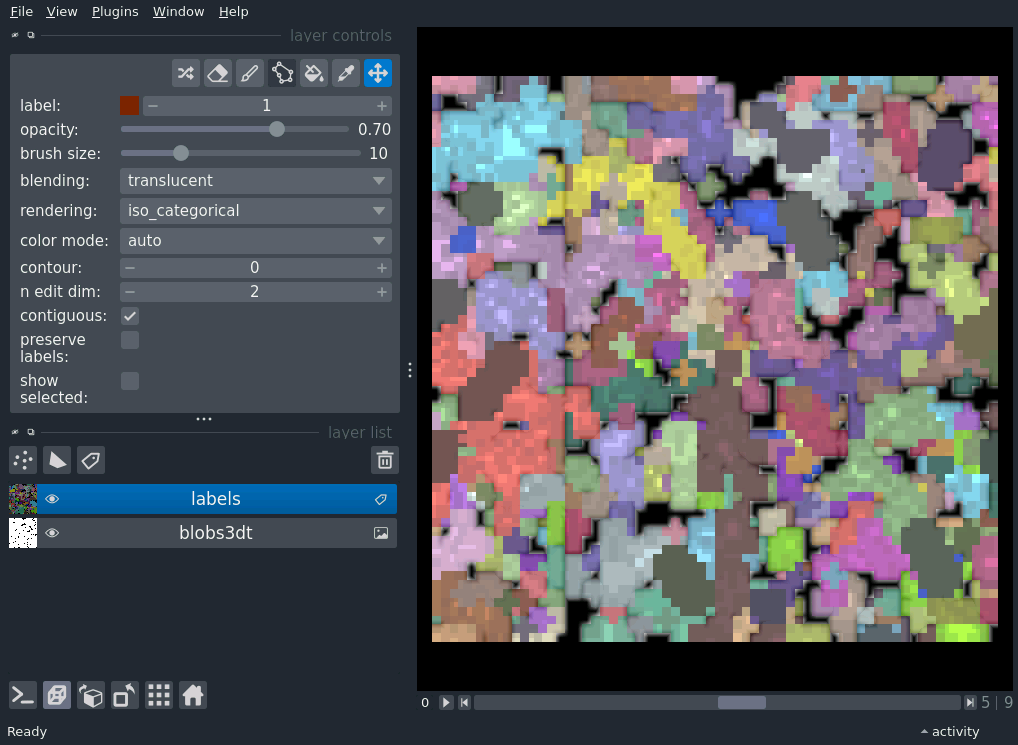 File View Plugins Window Help
layer controls
label: 1
opacity: 0.70
brush size: 10
blending: translucent
rendering: iso_categorical
color mode: auto
contour: 0
n edit dim: 2
contiguous:
preserve
labels:
show
selected:
layer list
labels
blobs3dt
0 5 | 9
Ready activity